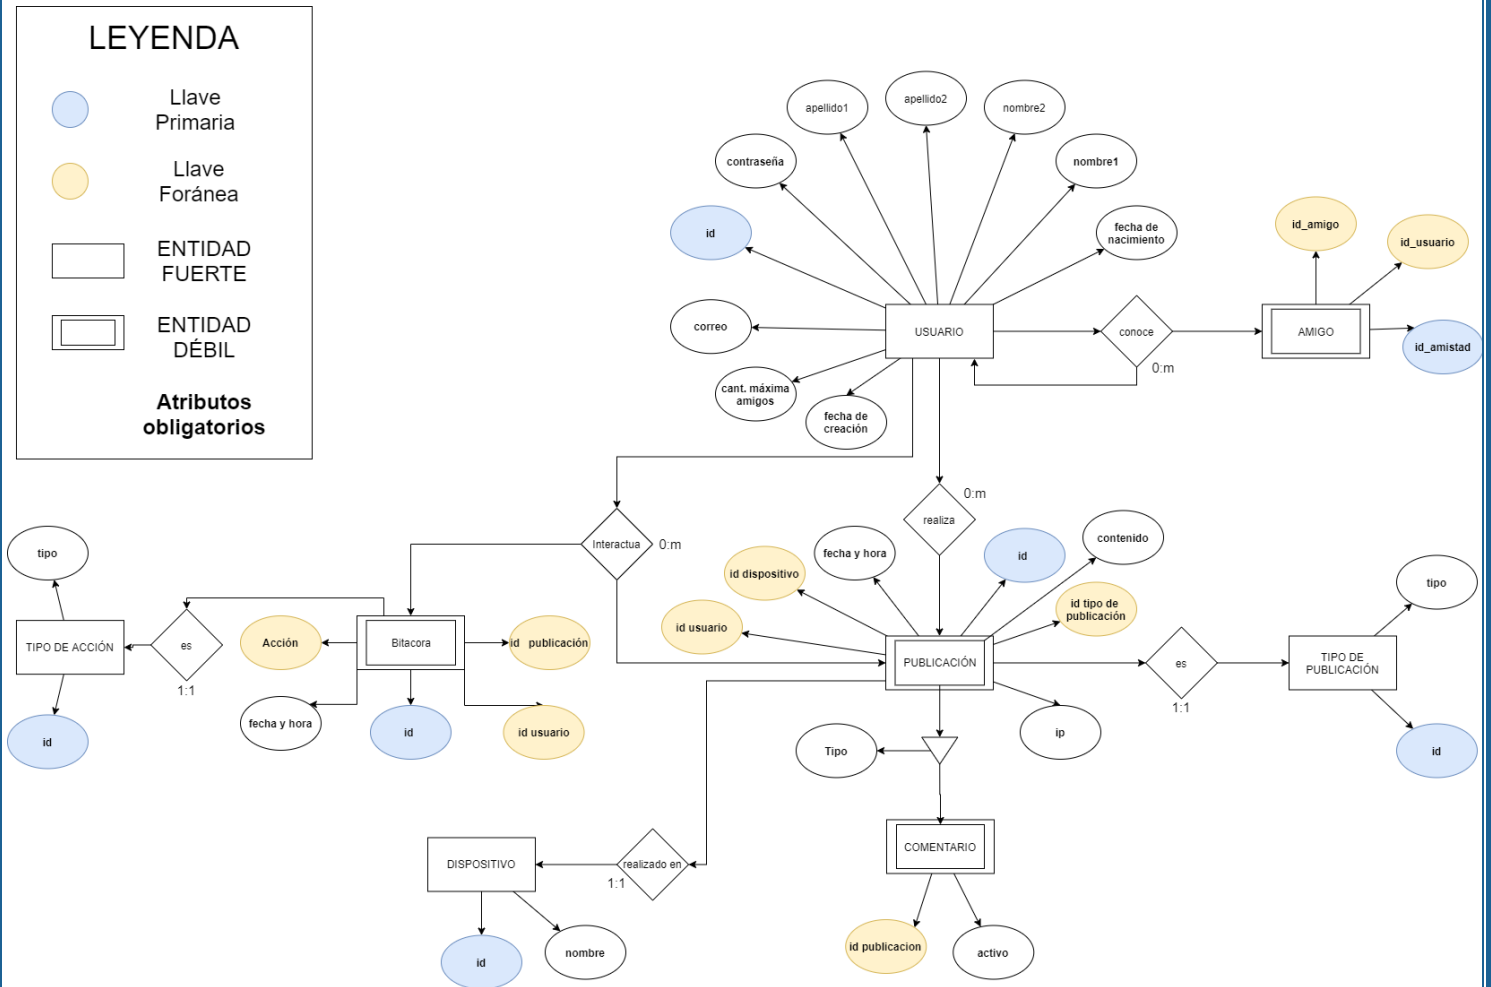 LEYENDA
Llave
Primaria
Llave
Foránea
ENTIDAD
FUERTE
ENTIDAD
DÉBIL
Atributos
obligatorios
apellido1
apellido2
nombre2
contraseña
nombre1
id
fecha de
nacimiento
id_amigo
id_usuario
correo
USUARIO
conoce
AMIGO
id_amistad
0:m
cant. máxima
amigos
fecha de
creación
0:m
realiza
Interactua
0:m
tipo
fecha y hora
id
contenido
id dispositivo
id tipo de
publicación
tipo
id usuario
TIPO DE ACCIÓN
es
1:1
Acción
Bitacora
id publicación
PUBLICACIÓN
es
1:1
TIPO DE
PUBLICACIÓN
id
fecha y hora
id
id usuario
Tipo
ip
id
DISPOSITIVO
realizado en
1:1
COMENTARIO
id
nombre
id publicacion
activo